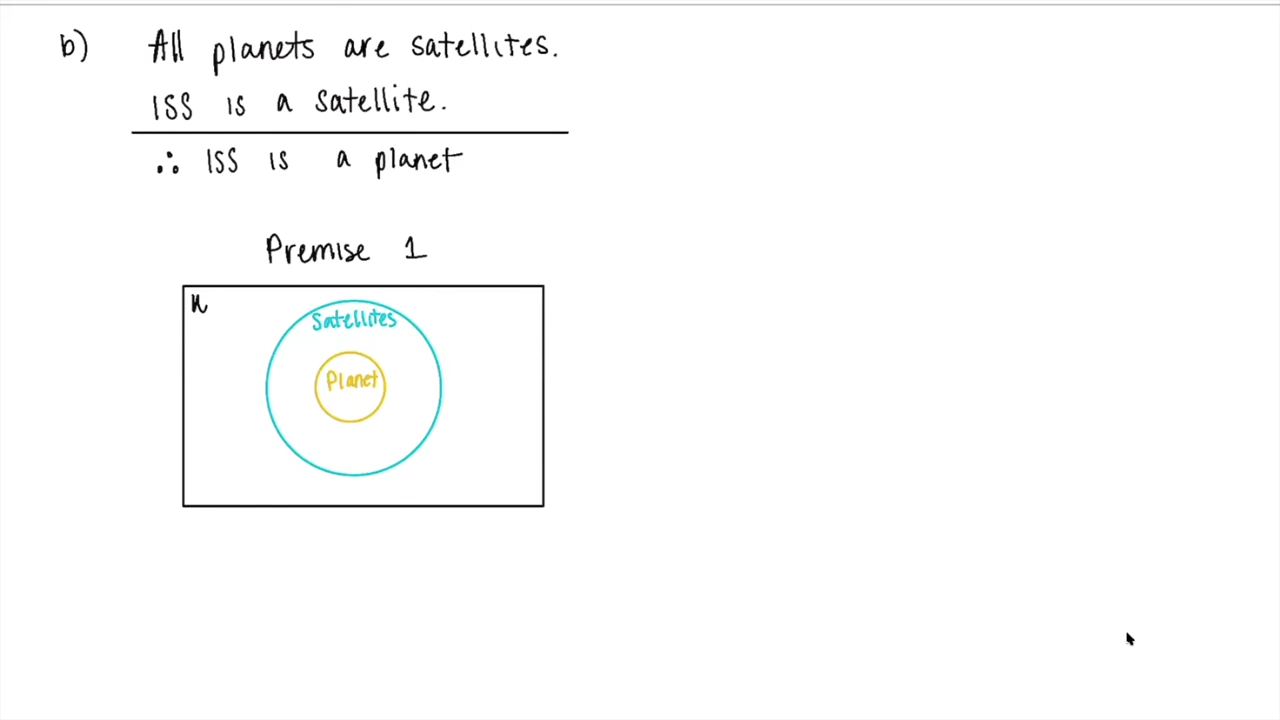 b) All planets are satellites.
ISS is a satellite.
∴ ISS is a planet
Premise 1
U
Satellites
Planet